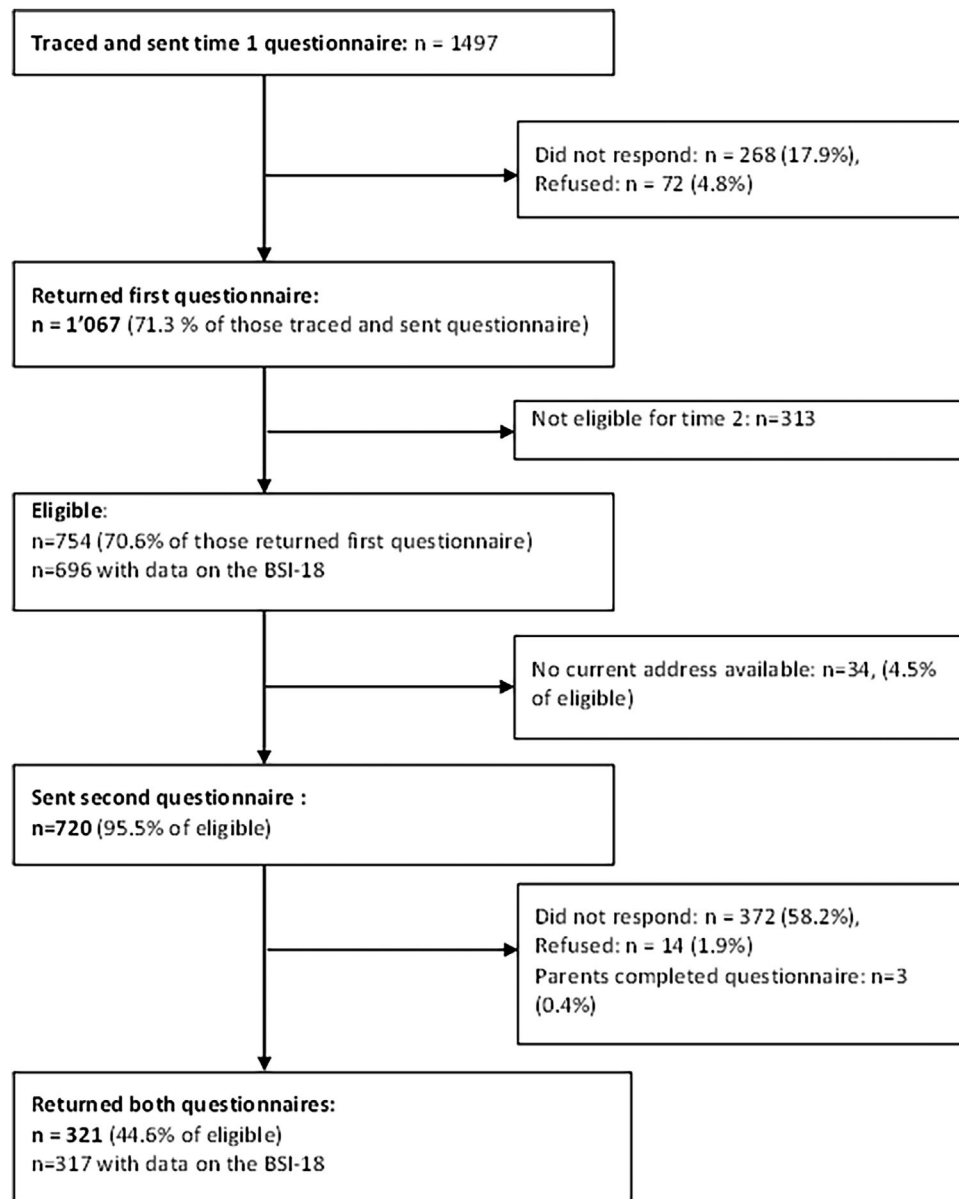 Traced and sent time 1 questionnaire: n = 1497
Did not respond: n = 268 (17.9%),
Refused: n = 72 (4.8%)
Returned first questionnaire:
n = 1'067 (71.3 % of those traced and sent questionnaire)
Not eligible for time 2: n=313
Eligible:
n=754 (70.6% of those returned first questionnaire)
n=696 with data on the BSI-18
No current address available: n=34, (4.5%
of eligible)
Sent second questionnaire :
n=720 (95.5% of eligible)
Did not respond: n = 372 (58.2%),
Refused: n = 14 (1.9%)
Parents completed questionnaire: n=3
(0.4%)
Returned both questionnaires:
n = 321 (44.6% of eligible)
n=317 with data on the BSI-18